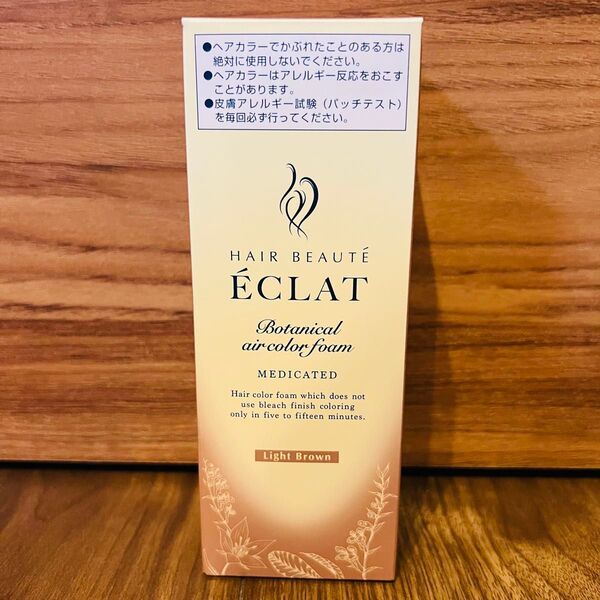 ●ヘアカラーでかぶれたことのある方は
絶対に使用しないでください。
●ヘアカラーはアレルギー反応をおこす
ことがあります。
●皮膚アレルギー試験（パッチテスト）
を毎回必ず行ってください。
HAIR BEAUTÉ
ÉCLAT
Botanical
air color foam
MEDICATED
Hair color foam which does not
use bleach finish coloring
only in five to fifteen minutes.
Light Brown